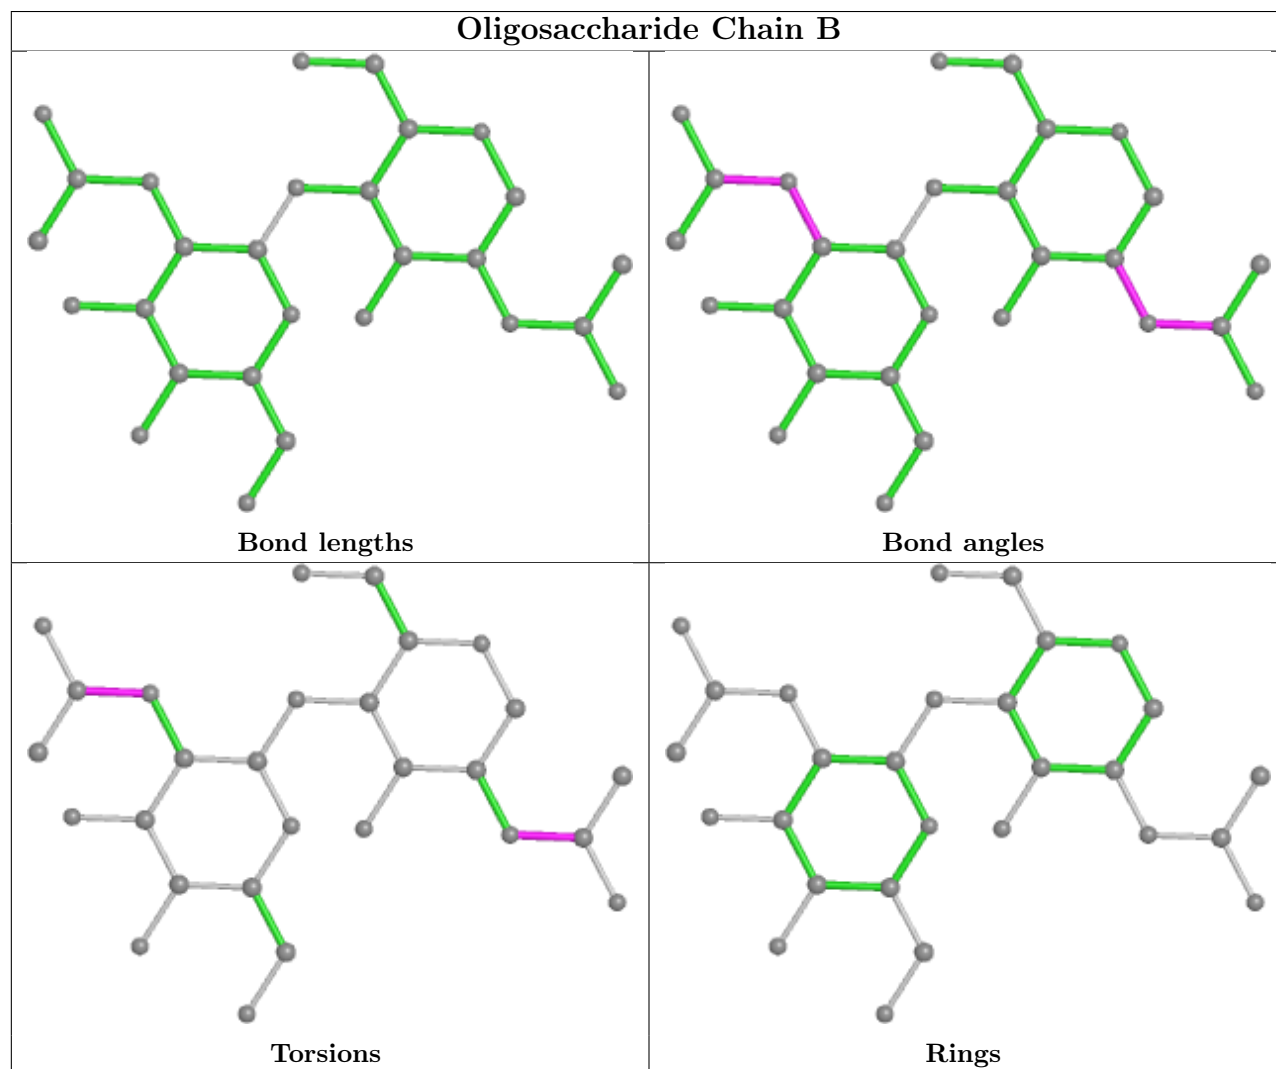 Oligosaccharide Chain B
Bond lengths
Bond angles
Torsions
Rings